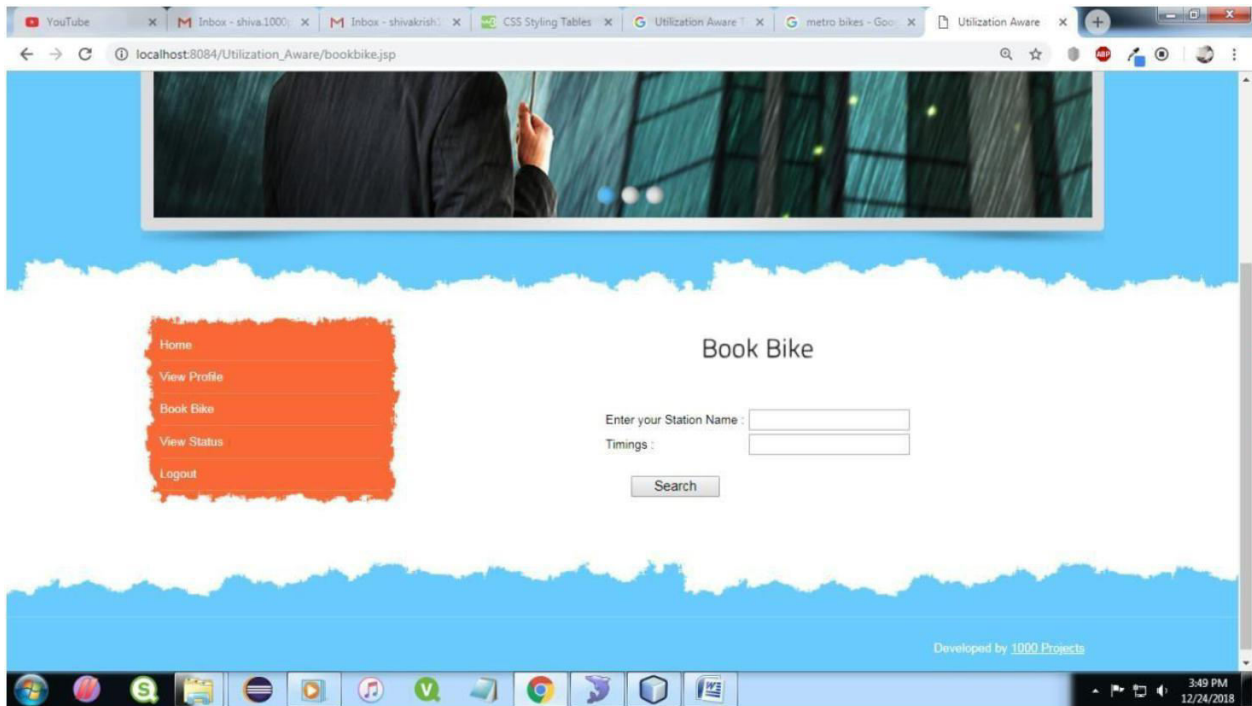 YouTube
Inbox - shiva.1000
Inbox - shivakrish
CSS Styling Tables
Utilization Aware T
metro bikes - Goo
Utilization Aware
localhost:8084/Utilization_Aware/bookbike.jsp
ABP
Home
View Profile
Book Bike
View Status
Logout
Book Bike
Enter your Station Name :
Timings :
Search
Developed by 1000 Projects
3:49 PM
12/24/2018